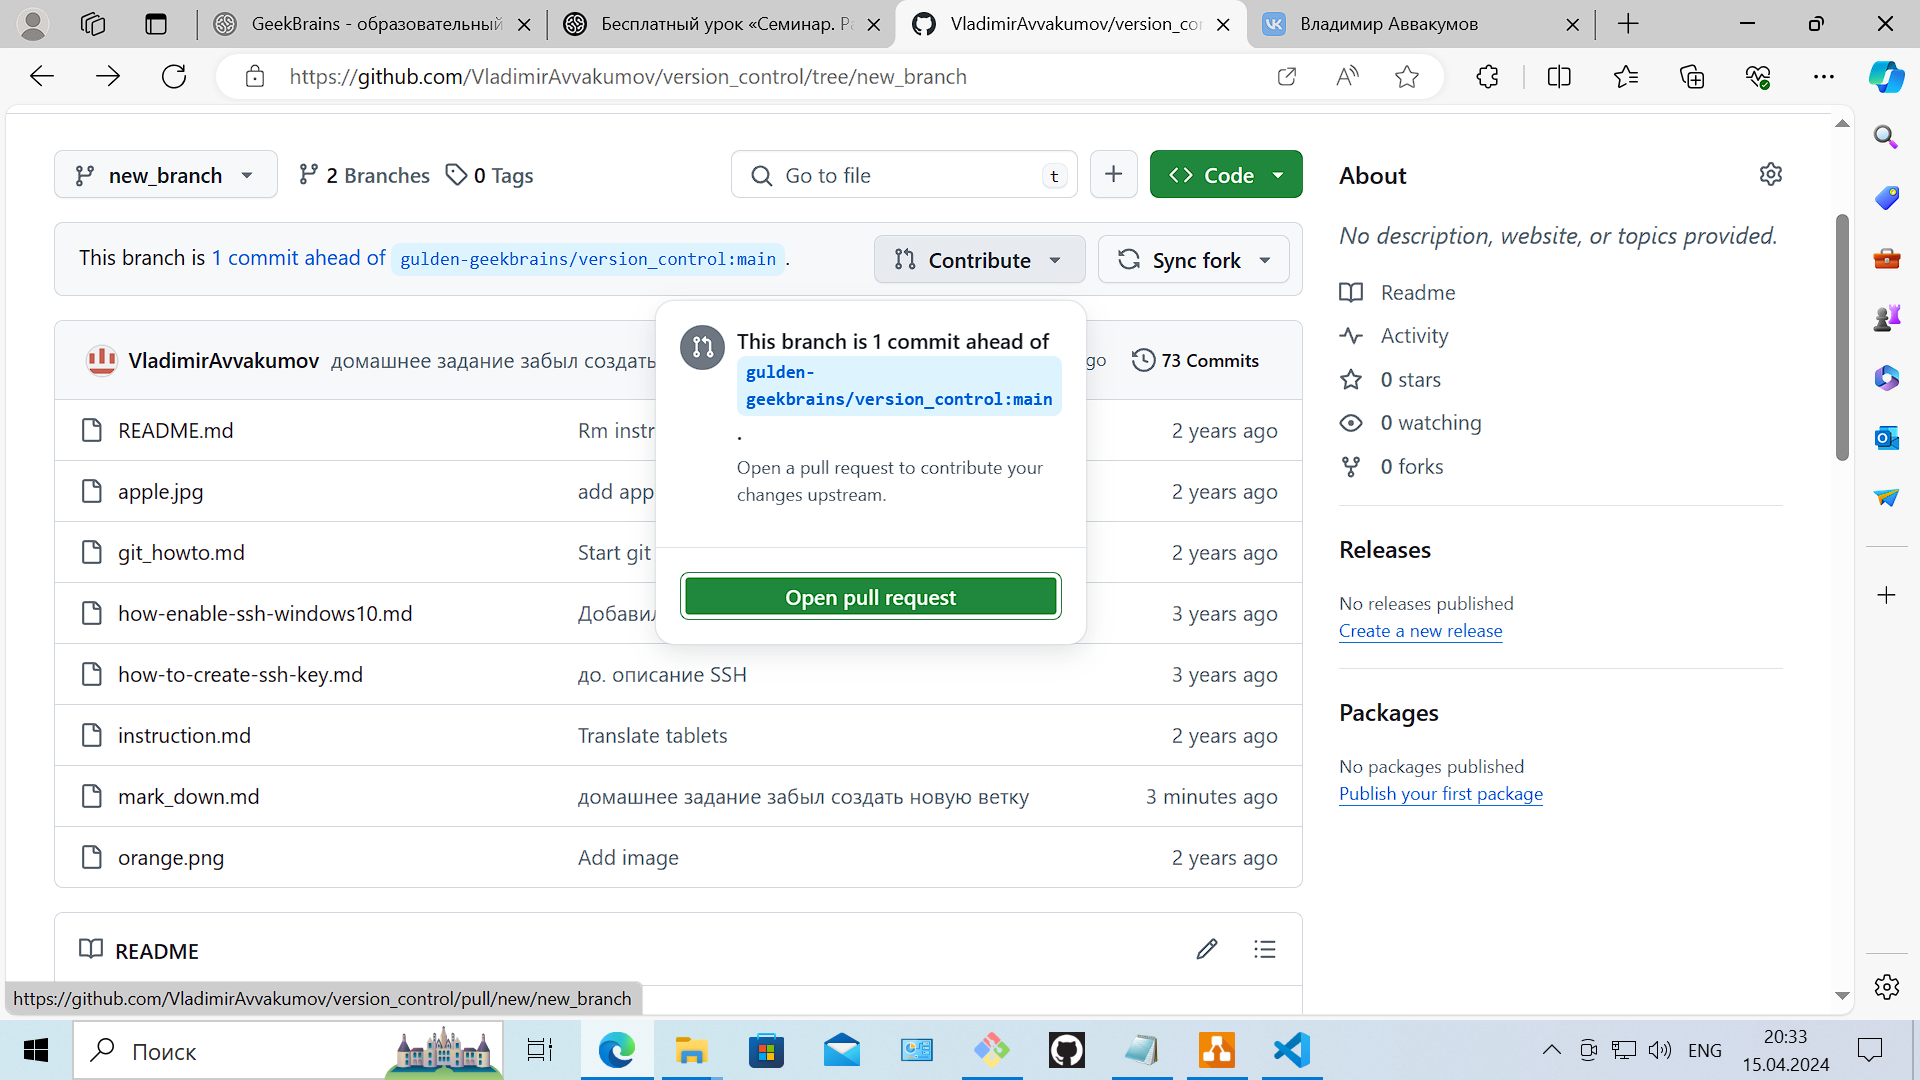 GeekBrains - образовательный
Бесплатный урок «Семинар. Ра
VladimirAvvakumov/version_cor
Владимир Аввакумов
https://github.com/VladimirAvvakumov/version_control/tree/new_branch
new_branch
2 Branches
0 Tags
Go to file
t
Code
This branch is 1 commit ahead of gulden-geekbrains/version_control:main .
Contribute
Sync fork
VladimirAvvakumov домашнее задание забыл создать
go
73 Commits
This branch is 1 commit ahead of
gulden-
geekbrains/version_control:main
.
Open a pull request to contribute your
changes upstream.
Open pull request
README.md Rm instr 2 years ago
apple.jpg add app 2 years ago
git_howto.md Start git 2 years ago
how-enable-ssh-windows10.md Добавил 3 years ago
how-to-create-ssh-key.md до. описание SSH 3 years ago
instruction.md Translate tablets 2 years ago
mark_down.md домашнее задание забыл создать новую ветку 3 minutes ago
orange.png Add image 2 years ago
README
About
No description, website, or topics provided.
Readme
Activity
0 stars
0 watching
0 forks
Releases
No releases published
Create a new release
Packages
No packages published
Publish your first package
https://github.com/VladimirAvvakumov/version_control/pull/new/new_branch
Поиск
ENG
20:33
15.04.2024